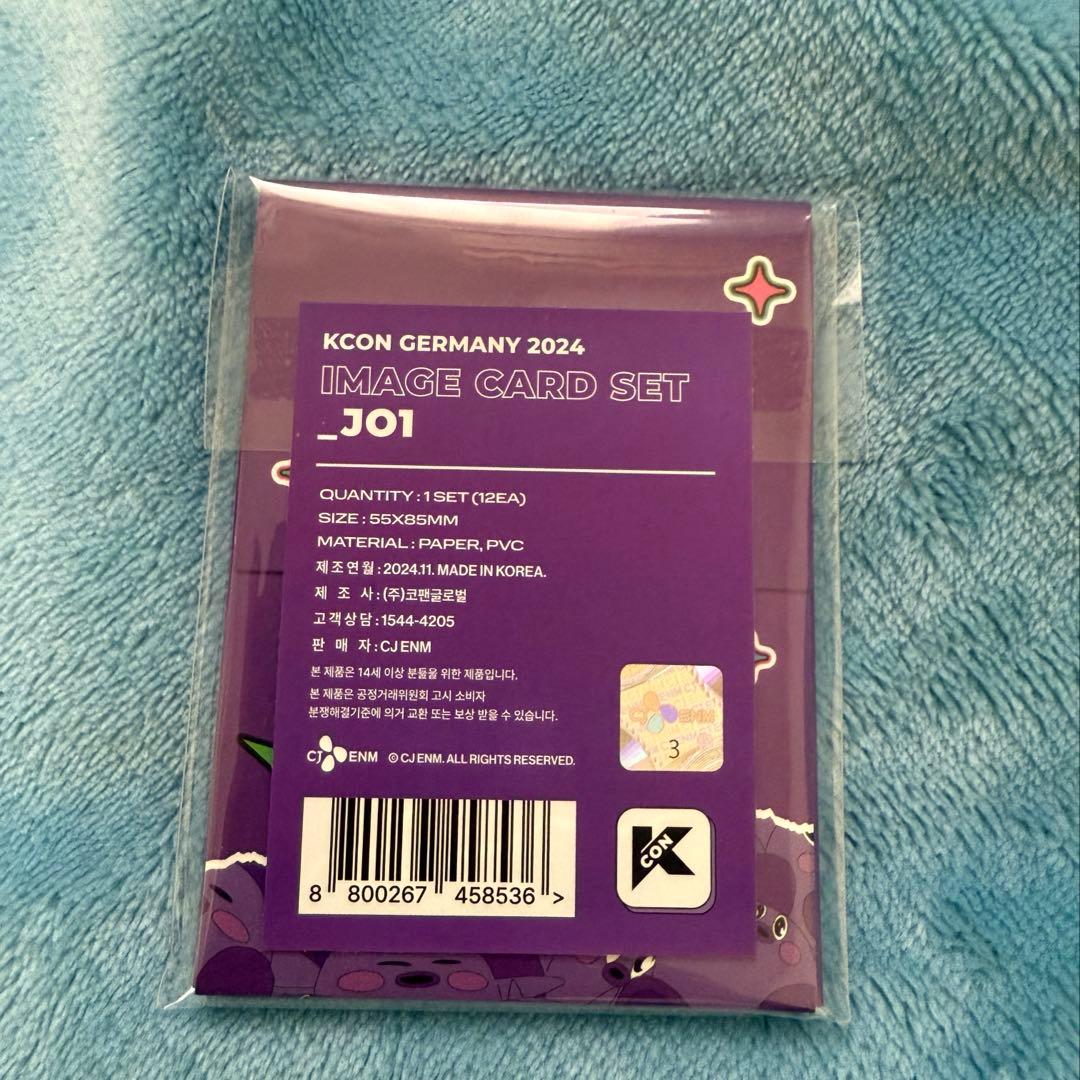 KCON GERMANY 2024
IMAGE CARD SET
_JO1
QUANTITY : 1 SET (12EA)
SIZE : 55X85MM
MATERIAL : PAPER, PVC
제조연월 : 2024.11. MADE IN KOREA.
제 조 사 : (주)코팬글로벌
고객상담 : 1544-4205
판 매 자 : CJ ENM
본 제품은 14세 이상 분들을 위한 제품입니다.
본 제품은 공정거래위원회 고시 소비자
분쟁해결기준에 의거 교환 또는 보상 받을 수 있습니다.
CJ ENM © CJ ENM. ALL RIGHTS RESERVED.
ENM
3
8 800267 458536 >
KCON